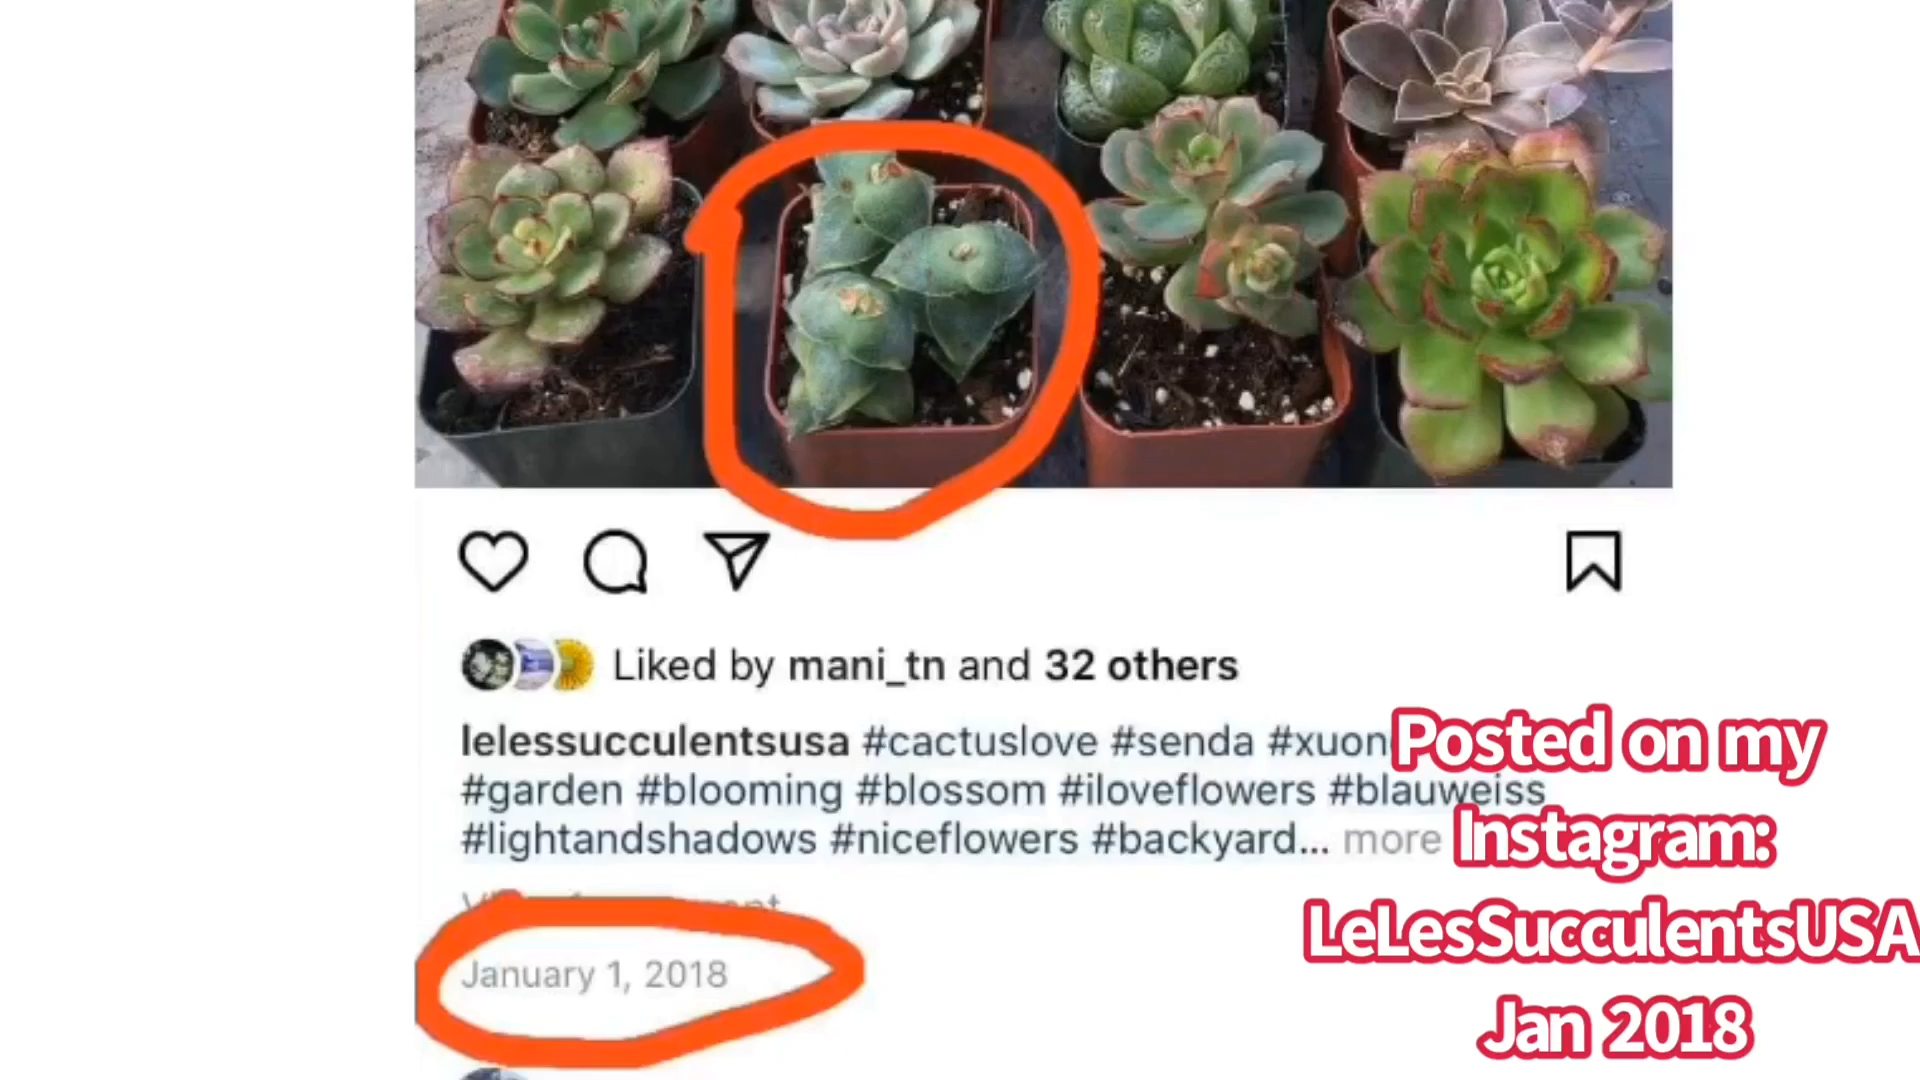 Liked by mani_tn and 32 others
lelessucculentsusa #cactuslove #senda
#garden #blooming #blossom #iloveflowers #blauweiss
#lightandshadows #niceflowers #backyard... more
January 1, 2018
Posted on my
Instagram:
LeLesSucculentsUSA
Jan 2018